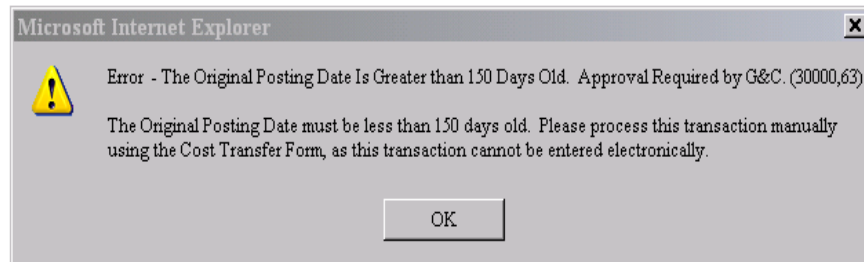 Microsoft Internet Explorer
Error - The Original Posting Date Is Greater than 150 Days Old. Approval Required by G&C. (30000,63)
The Original Posting Date must be less than 150 days old. Please process this transaction manually
using the Cost Transfer Form, as this transaction cannot be entered electronically.
OK